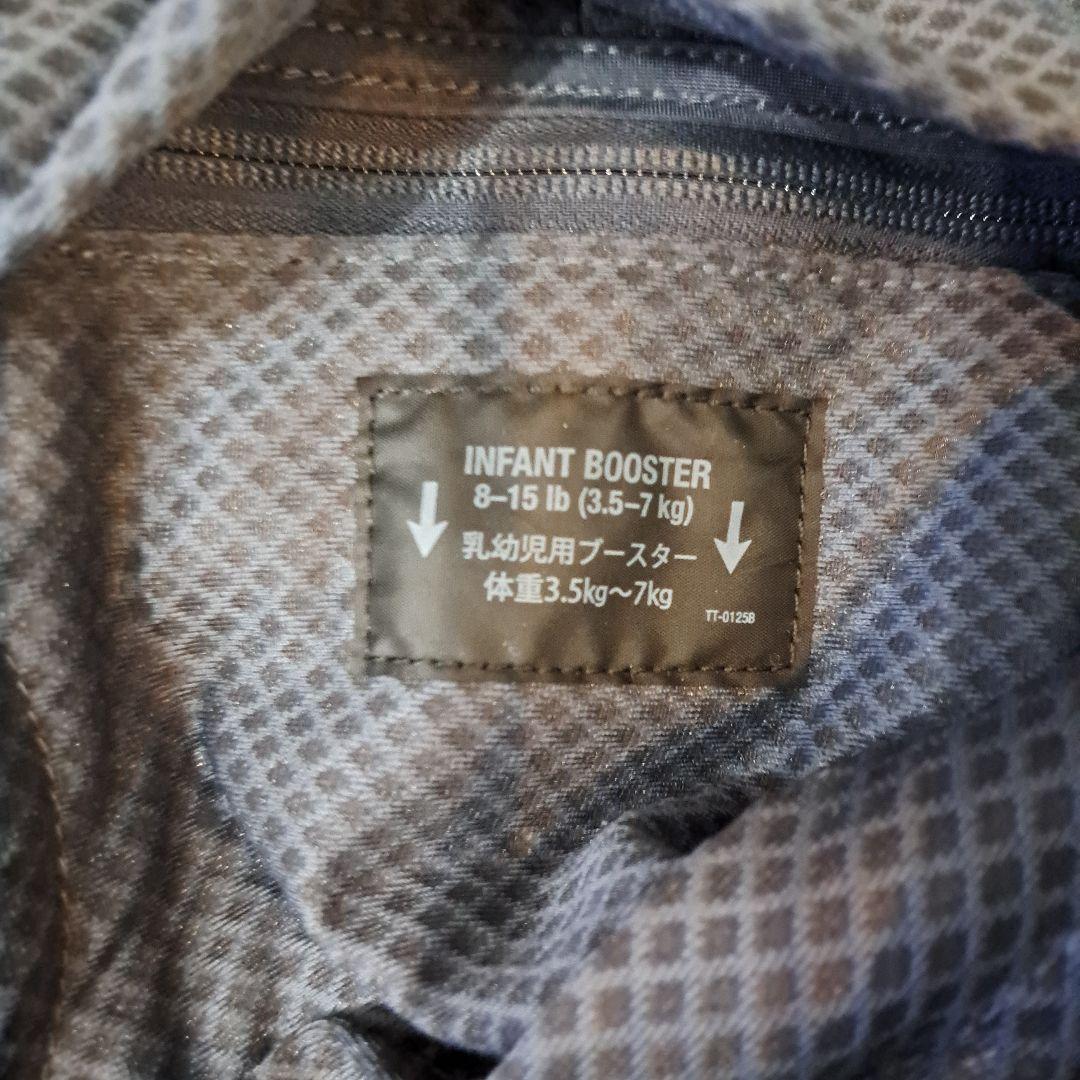 INFANT BOOSTER
8–15 lb (3.5–7 kg)
乳幼児用ブースター
体重3.5kg〜7kg
TT-0125B